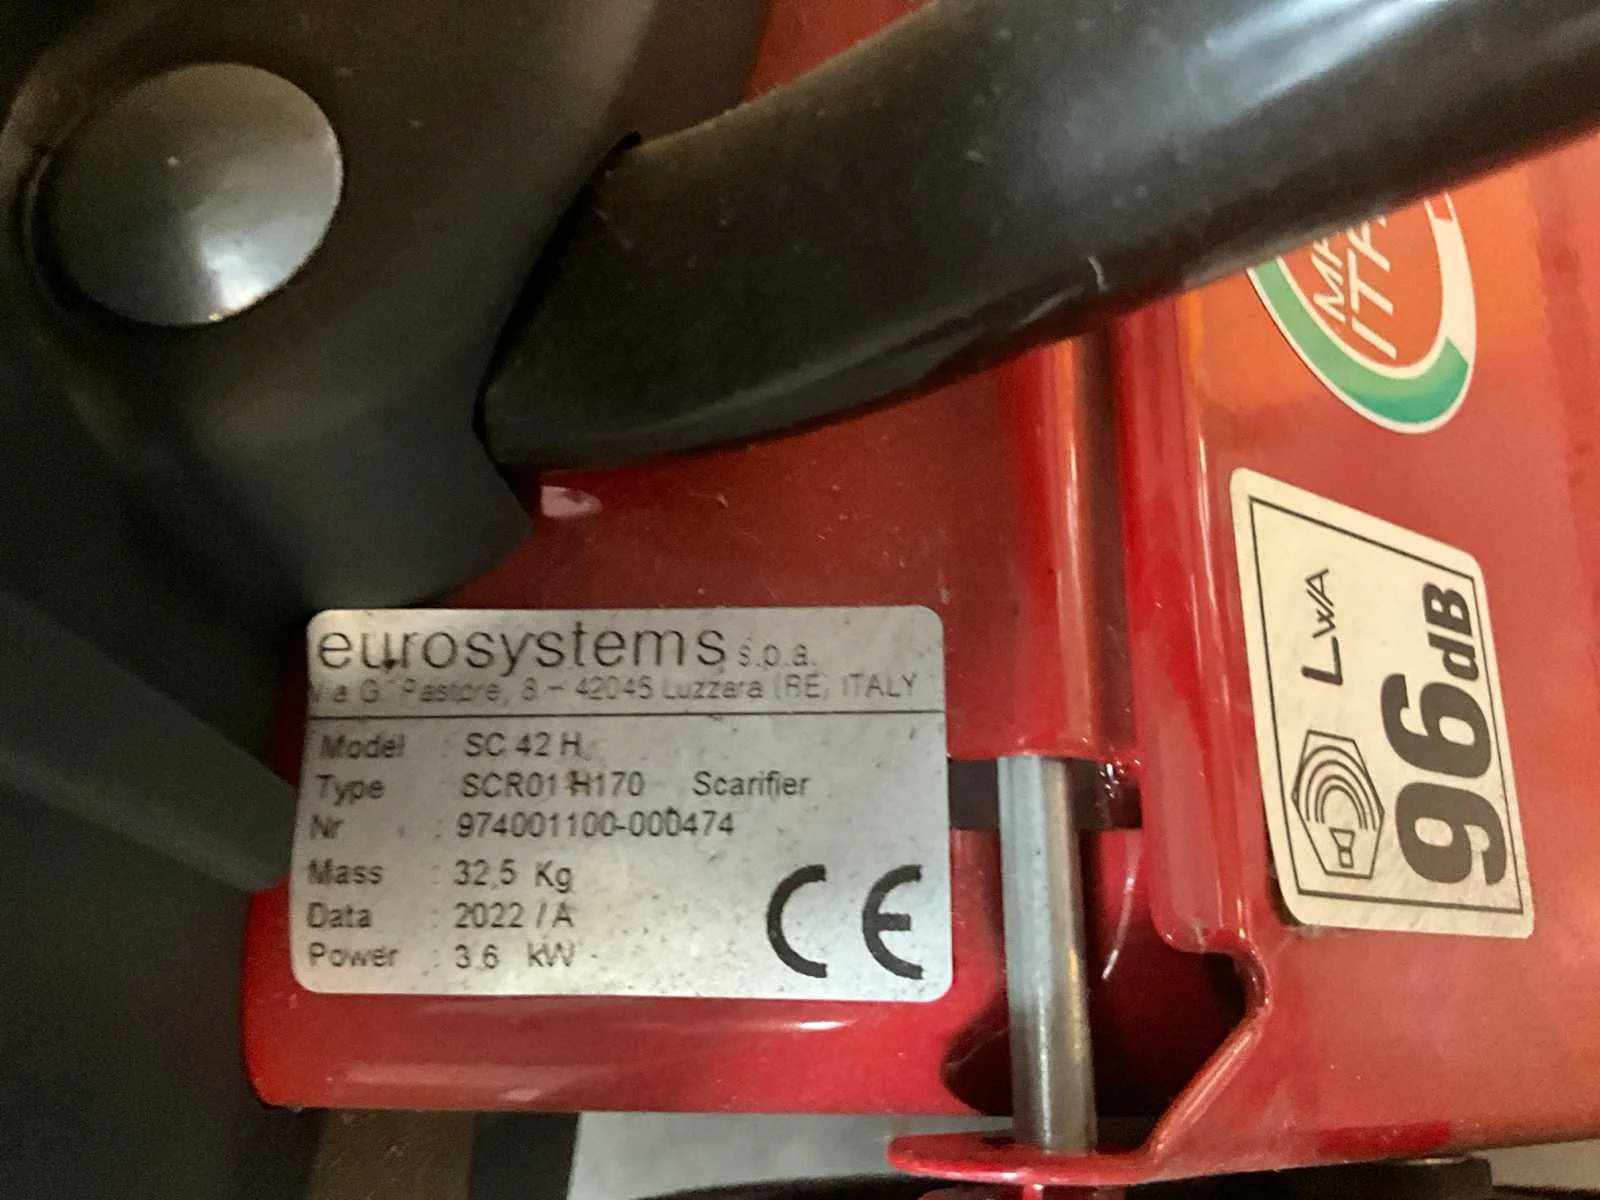 eurosystems s.p.a.
Via G. Pastore, 8 - 42045 Luzzara (RE) ITALY
Model : SC 42 H
Type : SCR01 H170 Scarifier
Nr : 974001100-000474
Mass : 32,5 Kg
Data : 2022 / A
Power : 3.6 kW
CE
LWA
96dB